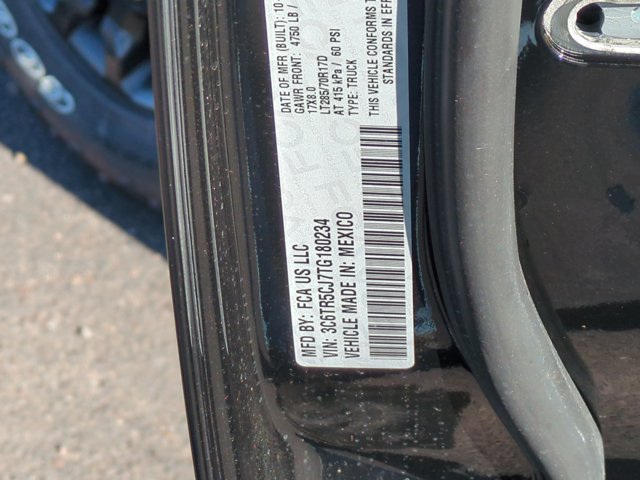 MFD BY: FCA US LLC
DATE OF MFR (BUILT): 10
GAWR FRONT: 4750 LB
17X8.0
LT285/70R17D
AT 415 kPa / 60 PSI
TYPE: TRUCK
THIS VEHICLE CONFORMS
STANDARDS IN
VIN: 3C6TR5CJ7TG180234
VEHICLE MADE IN: MEXICO